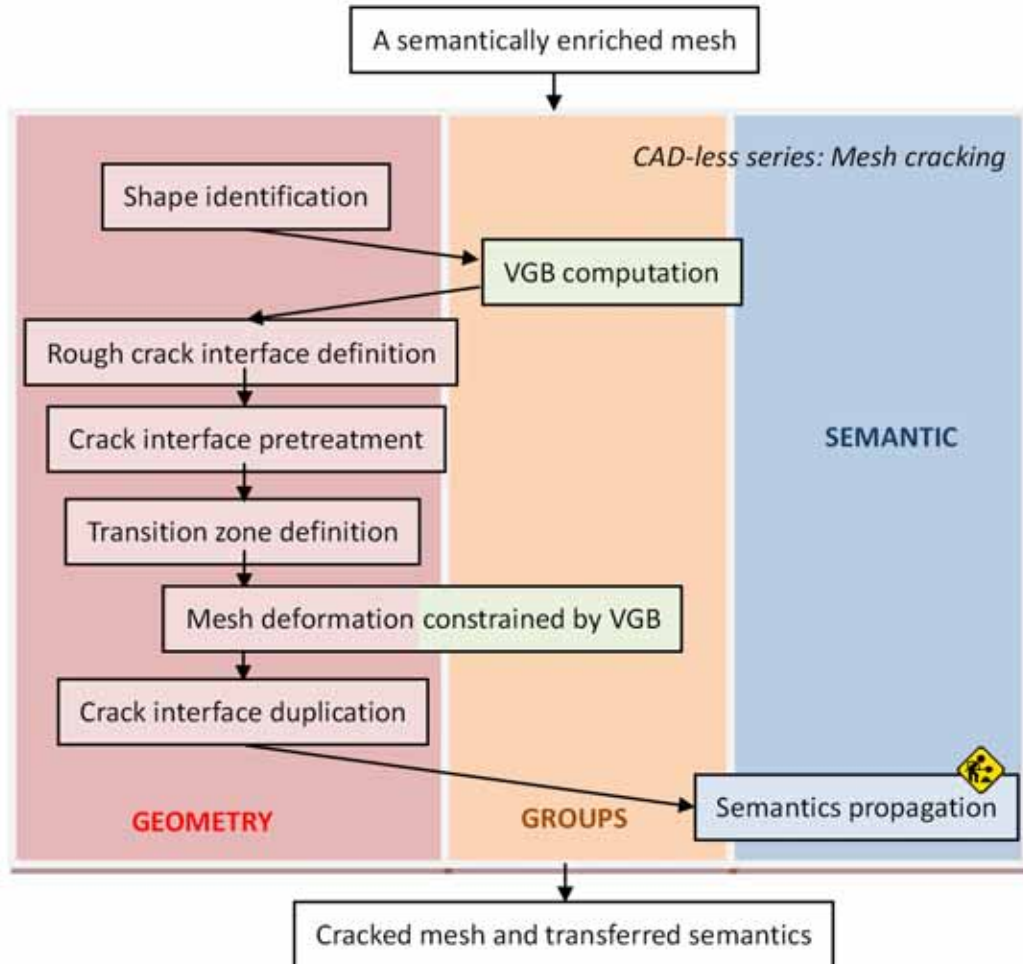 A semantically enriched mesh
CAD-less series: Mesh cracking
Shape identification
VGB computation
Rough crack interface definition
Crack interface pretreatment
SEMANTIC
Transition zone definition
Mesh deformation constrained by VGB
Crack interface duplication
Semantics propagation
GEOMETRY
GROUPS
Cracked mesh and transferred semantics